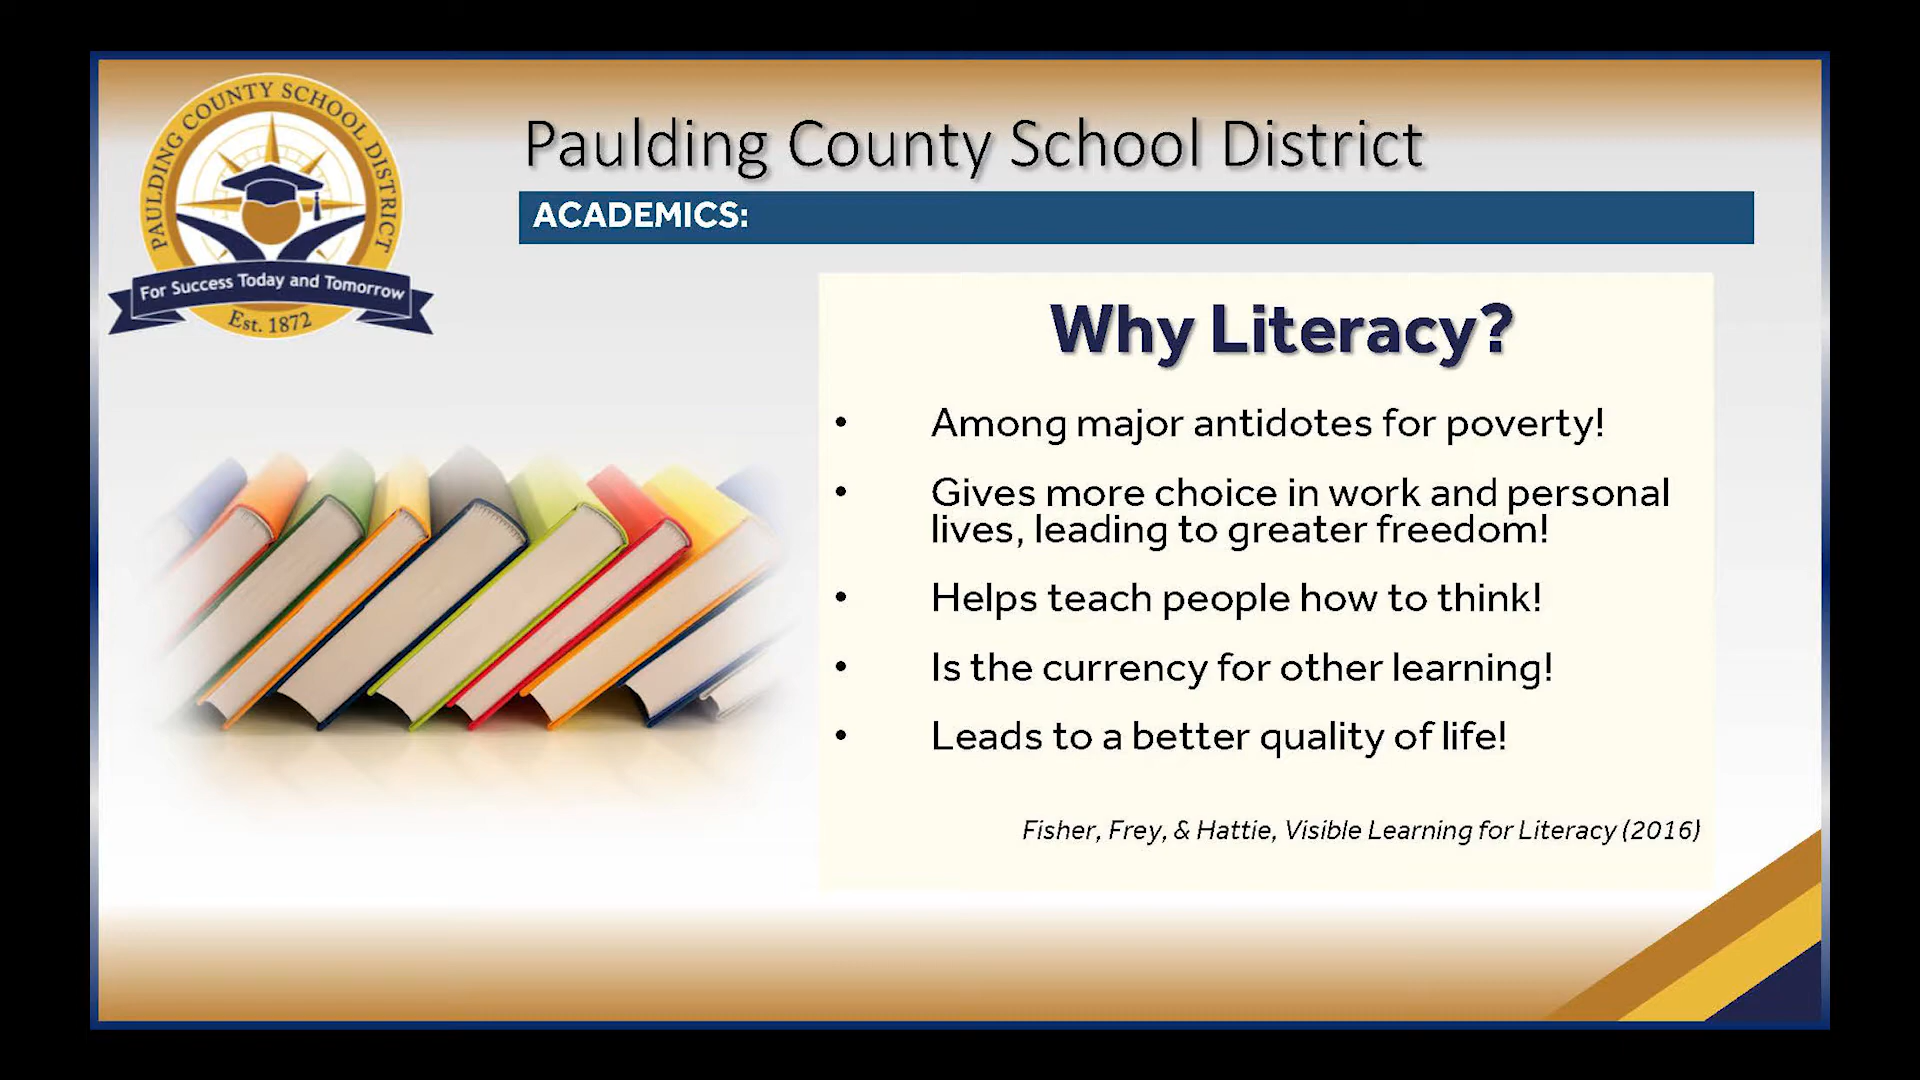 PAULDING COUNTY SCHOOL DISTRICT
For Success Today and Tomorrow
Est. 1872
Paulding County School District
ACADEMICS:
Why Literacy?
• Among major antidotes for poverty!
• Gives more choice in work and personal
lives, leading to greater freedom!
• Helps teach people how to think!
• Is the currency for other learning!
• Leads to a better quality of life!
Fisher, Frey, & Hattie, Visible Learning for Literacy (2016)